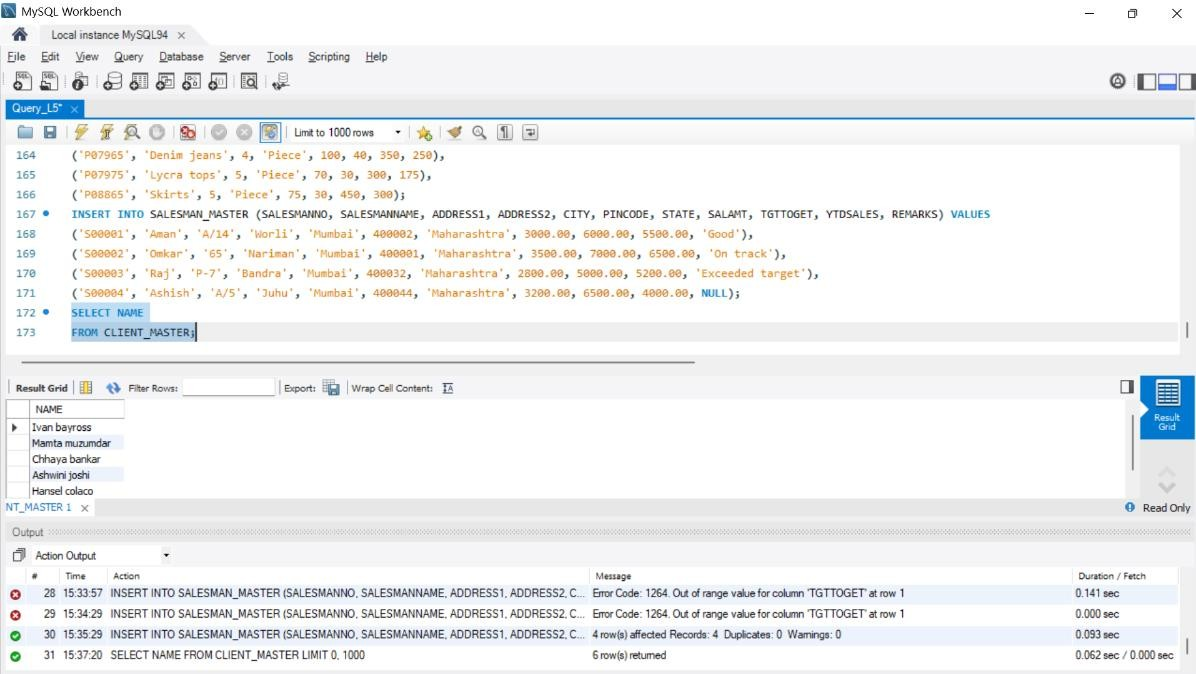 MySQL Workbench
Local instance MySQL94
File Edit View Query Database Server Tools Scripting Help
Query_L5*
Limit to 1000 rows
164 ('P07965', 'Denim jeans', 4, 'Piece', 100, 40, 350, 250),
165 ('P07975', 'Lycra tops', 5, 'Piece', 70, 30, 300, 175),
166 ('P08865', 'Skirts', 5, 'Piece', 75, 30, 450, 300);
167 INSERT INTO SALESMAN_MASTER (SALESMANNO, SALESMANNAME, ADDRESS1, ADDRESS2, CITY, PINCODE, STATE, SALAMT, TGTTOGET, YTDSALES, REMARKS) VALUES
168 ('S00001', 'Aman', 'A/14', 'Worli', 'Mumbai', 400002, 'Maharashtra', 3000.00, 6000.00, 5500.00, 'Good'),
169 ('S00002', 'Omkar', '65', 'Nariman', 'Mumbai', 400001, 'Maharashtra', 3500.00, 7000.00, 6500.00, 'On track'),
170 ('S00003', 'Raj', 'P-7', 'Bandra', 'Mumbai', 400032, 'Maharashtra', 2800.00, 5000.00, 5200.00, 'Exceeded target'),
171 ('S00004', 'Ashish', 'A/5', 'Juhu', 'Mumbai', 400044, 'Maharashtra', 3200.00, 6500.00, 4000.00, NULL);
172 SELECT NAME
173 FROM CLIENT_MASTER;
Result Grid Filter Rows: Export: Wrap Cell Content:
NAME
Ivan bayross
Mamta muzumdar
Chhaya bankar
Ashwini joshi
Hansel colaco
Result
Grid
NT_MASTER 1 Read Only
Output
Action Output
# Time Action Message Duration / Fetch
28 15:33:57 INSERT INTO SALESMAN_MASTER (SALESMANNO, SALESMANNAME, ADDRESS1, ADDRESS2, C... Error Code: 1264. Out of range value for column 'TGTTOGET' at row 1 0.141 sec
29 15:34:29 INSERT INTO SALESMAN_MASTER (SALESMANNO, SALESMANNAME, ADDRESS1, ADDRESS2, C... Error Code: 1264. Out of range value for column 'TGTTOGET' at row 1 0.000 sec
30 15:35:29 INSERT INTO SALESMAN_MASTER (SALESMANNO, SALESMANNAME, ADDRESS1, ADDRESS2, C... 4 row(s) affected Records: 4 Duplicates: 0 Warnings: 0 0.093 sec
31 15:37:20 SELECT NAME FROM CLIENT_MASTER LIMIT 0, 1000 6 row(s) returned 0.062 sec / 0.000 sec